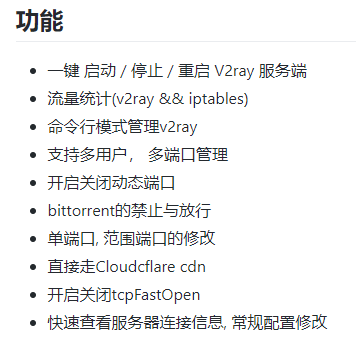 功能
一键 启动 / 停止 / 重启 V2ray 服务端
流量统计(v2ray && iptables)
命令行模式管理v2ray
支持多用户， 多端口管理
开启关闭动态端口
bittorrent的禁止与放行
单端口, 范围端口的修改
直接走Cloudcflare cdn
开启关闭tcpFastOpen
快速查看服务器连接信息, 常规配置修改